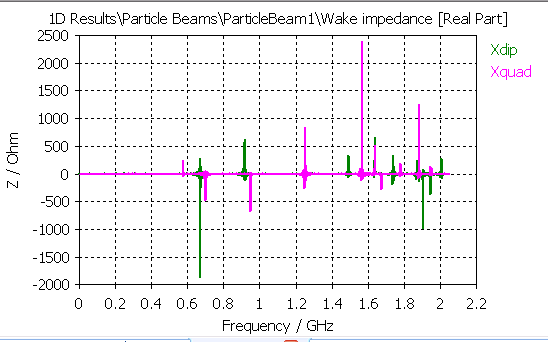 1D Results\Particle Beams\ParticleBeam1\Wake impedance [Real Part]
2500
2000
1500
1000
500
0
-500
-1000
-1500
-2000
Z / Ohm
0 0.2 0.4 0.6 0.8 1 1.2 1.4 1.6 1.8 2 2.2
Frequency / GHz
Xdip
Xquad